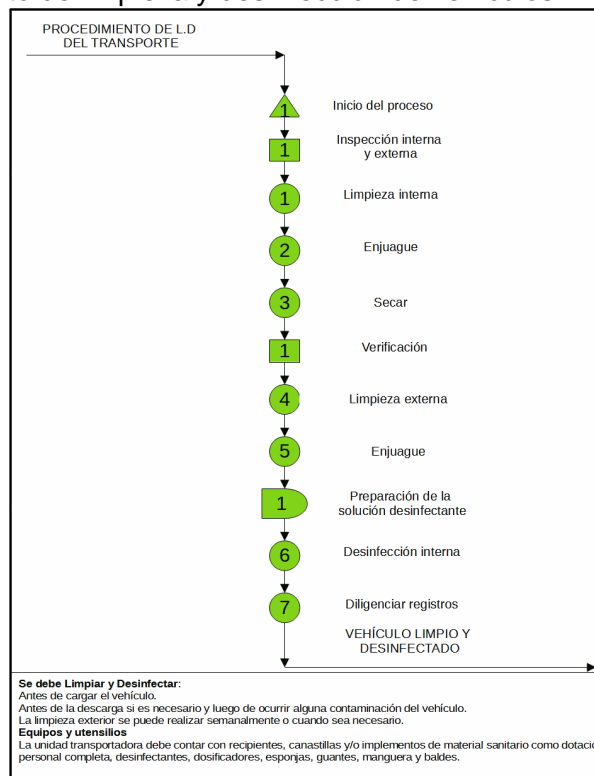 PROCEDIMIENTO DE L.D
DEL TRANSPORTE
1
Inicio del proceso
1
Inspección interna
y externa
1
Limpieza interna
2
Enjuague
3
Secar
1
Verificación
4
Limpieza externa
5
Enjuague
1
Preparación de la
solución desinfectante
6
Desinfección interna
7
Diligenciar registros
VEHÍCULO LIMPIO Y
DESINFECTADO
Se debe Limpiar y Desinfectar:
Antes de cargar el vehículo.
Antes de la descarga si es necesario y luego de ocurrir alguna contaminación del vehículo.
La limpieza exterior se puede realizar semanalmente o cuando sea necesario.
Equipos y utensilios
La unidad transportadora debe contar con recipientes, canastillas y/o implementos de material sanitario como dotació
personal completa, desinfectantes, dosificadores, esponjas, guantes, manguera y baldes.